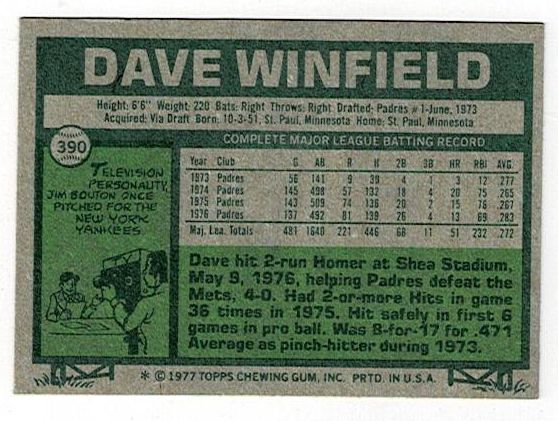 DAVE WINFIELD
Height: 6'6" Weight: 220 Bats: Right Throws: Right Drafted: Padres #1-June, 1973
Acquired: Via Draft Born: 10-3-51, St. Paul, Minnesota Home: St. Paul, Minnesota
390
TELEVISION
PERSONALITY,
JIM BOUTON ONCE
PITCHED FOR THE
NEW YORK
YANKEES.
COMPLETE MAJOR LEAGUE BATTING RECORD
Year Club G AB R H 2B 3B HR RBI AVG.
1973 Padres 56 141 9 39 4 1 3 12 .277
1974 Padres 145 498 57 132 18 4 20 75 .265
1975 Padres 143 509 74 136 20 2 15 76 .267
1976 Padres 137 492 81 139 26 4 13 69 .283
Maj. Lea. Totals 481 1640 221 446 68 11 51 232 .272
Dave hit 2-run Homer at Shea Stadium,
May 9, 1976, helping Padres defeat the
Mets, 4-0. Had 2-or-more Hits in game
36 times in 1975. Hit safely in first 6
games in pro ball. Was 8-for-17 for .471
Average as pinch-hitter during 1973.
* © 1977 TOPPS CHEWING GUM, INC. PRTD. IN U.S.A.